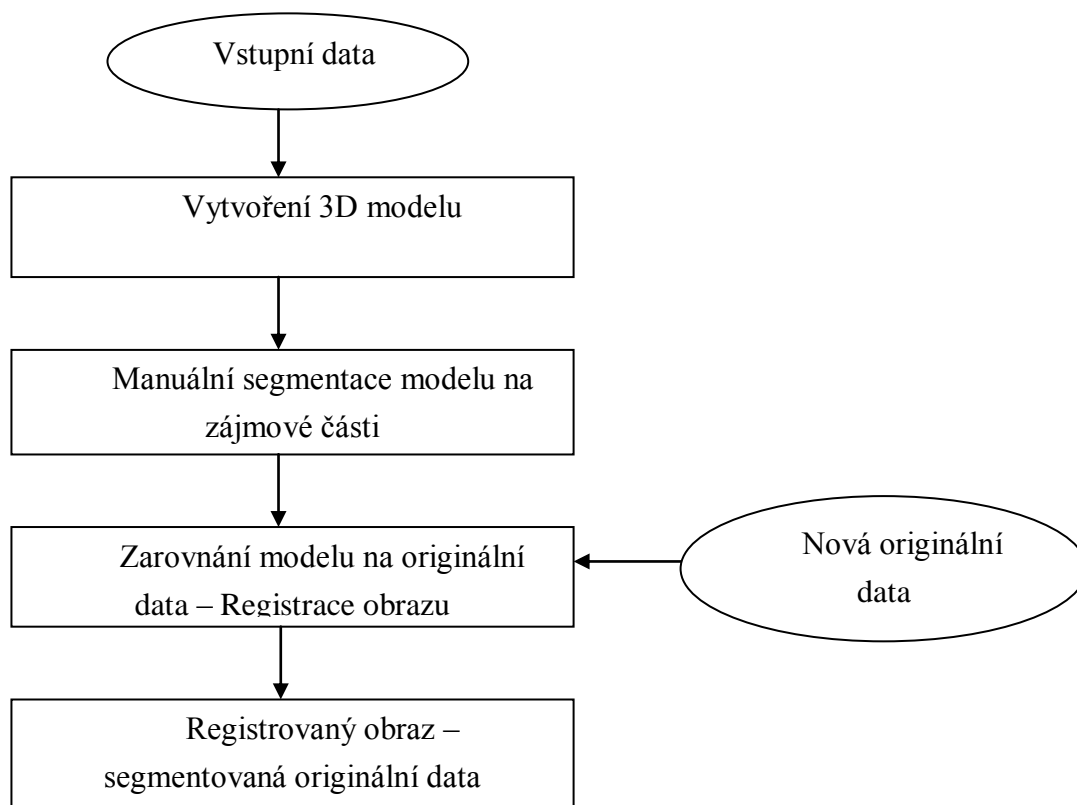 Vstupní data
Vytvoření 3D modelu
Manuální segmentace modelu na
zájmové části
Zarovnání modelu na originální
data – Registrace obrazu
Nová originální
data
Registrovaný obraz –
segmentovaná originální data